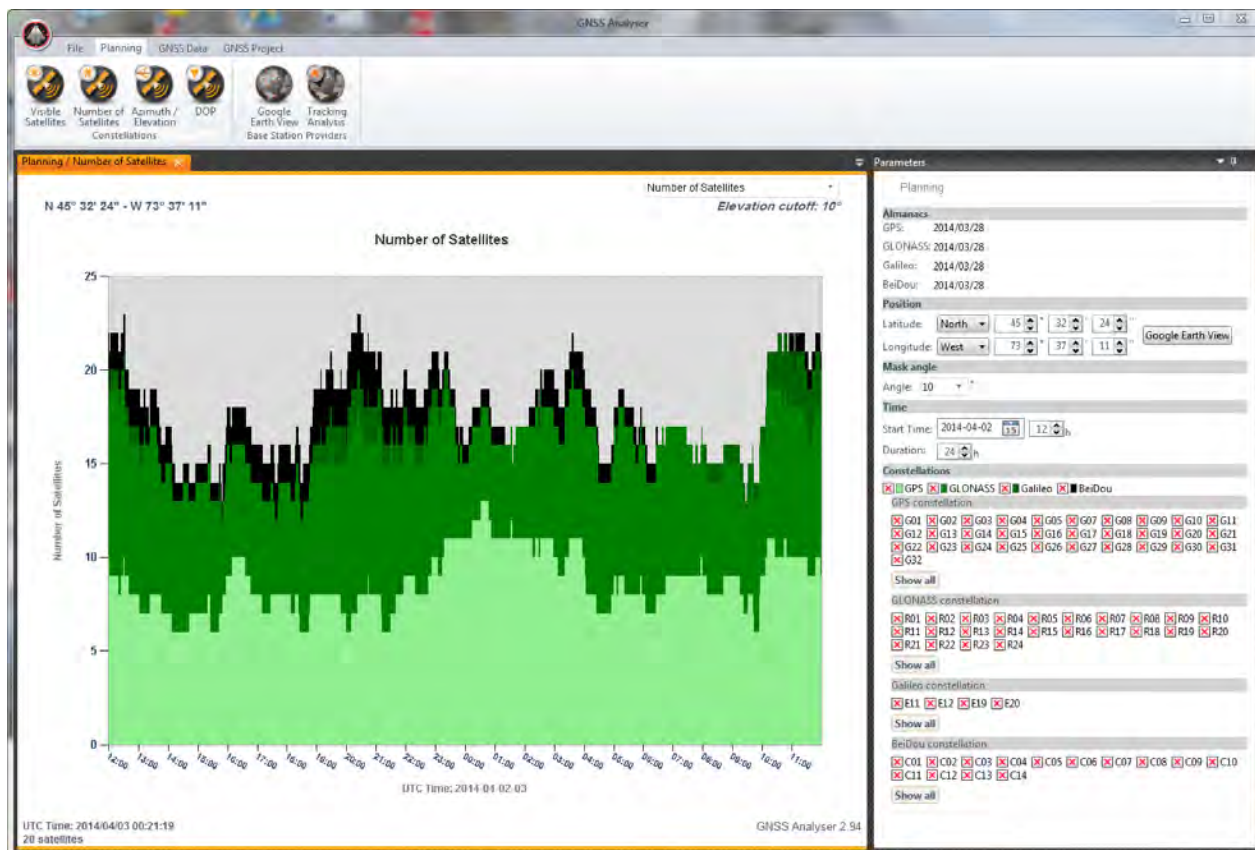 GNSS Analyser
File Planning GNSS Data GNSS Project
Visible Satellites Number of Satellites Azimuth / Elevation DOP Google Earth View Tracking Analysis
Constellations Base Station Providers
Planning / Number of Satellites
Parameters
Number of Satellites
N 45° 32' 24" - W 73° 37' 11"
Elevation cutoff: 10°
Number of Satellites
25
20
15
10
5
0
Number of Satellites
12:00 13:00 14:00 15:00 16:00 17:00 18:00 19:00 20:00 21:00 22:00 23:00 00:00 01:00 02:00 03:00 04:00 05:00 06:00 07:00 08:00 09:00 10:00 11:00
UTC Time: 2014-04-02-03
UTC Time: 2014/04/03 00:21:19
20 satellites
GNSS Analyser 2.94
Planning
Almanacs
GPS: 2014/03/28
GLONASS: 2014/03/28
Galileo: 2014/03/28
BeiDou: 2014/03/28
Position
Latitude: North 45 ° 32 ' 24 "
Longitude: West 73 ° 37 ' 11 "
Google Earth View
Mask angle
Angle: 10 °
Time
Start Time: 2014-04-02 15 12 h
Duration: 24 h
Constellations
GPS GLONASS Galileo BeiDou
GPS constellation
G01 G02 G03 G04 G05 G07 G08 G09 G10 G11
G12 G13 G14 G15 G16 G17 G18 G19 G20 G21
G22 G23 G24 G25 G26 G27 G28 G29 G30 G31
G32
Show all
GLONASS constellation
R01 R02 R03 R04 R05 R06 R07 R08 R09 R10
R11 R12 R13 R14 R15 R16 R17 R18 R19 R20
R21 R22 R23 R24
Show all
Galileo constellation
E11 E12 E19 E20
Show all
BeiDou constellation
C01 C02 C03 C04 C05 C06 C07 C08 C09 C10
C11 C12 C13 C14
Show all